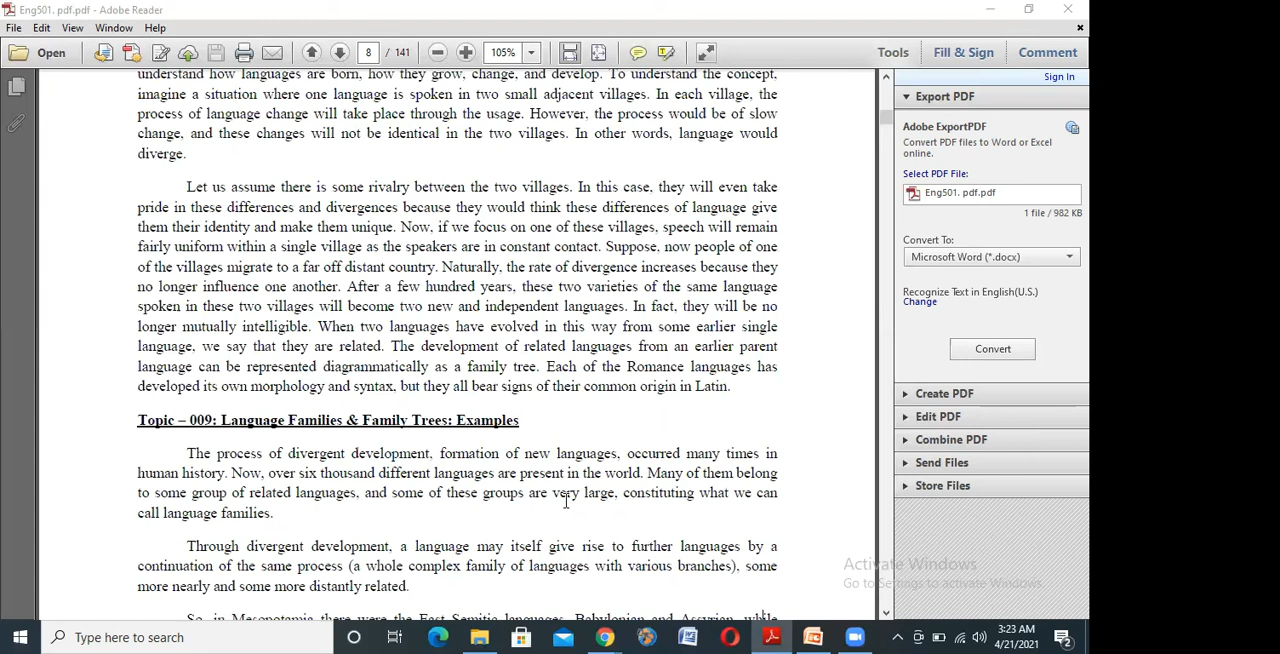 Eng501. pdf.pdf - Adobe Reader
File Edit View Window Help
Open 8 / 141 105% Tools Fill & Sign Comment
Sign In
understand how languages are born, how they grow, change, and develop. To understand the concept,
imagine a situation where one language is spoken in two small adjacent villages. In each village, the
process of language change will take place through the usage. However, the process would be of slow
change, and these changes will not be identical in the two villages. In other words, language would
diverge.
Let us assume there is some rivalry between the two villages. In this case, they will even take
pride in these differences and divergences because they would think these differences of language give
them their identity and make them unique. Now, if we focus on one of these villages, speech will remain
fairly uniform within a single village as the speakers are in constant contact. Suppose, now people of one
of the villages migrate to a far off distant country. Naturally, the rate of divergence increases because they
no longer influence one another. After a few hundred years, these two varieties of the same language
spoken in these two villages will become two new and independent languages. In fact, they will be no
longer mutually intelligible. When two languages have evolved in this way from some earlier single
language, we say that they are related. The development of related languages from an earlier parent
language can be represented diagrammatically as a family tree. Each of the Romance languages has
developed its own morphology and syntax, but they all bear signs of their common origin in Latin.
Topic – 009: Language Families & Family Trees: Examples
The process of divergent development, formation of new languages, occurred many times in
human history. Now, over six thousand different languages are present in the world. Many of them belong
to some group of related languages, and some of these groups are very large, constituting what we can
call language families.
Through divergent development, a language may itself give rise to further languages by a
continuation of the same process (a whole complex family of languages with various branches), some
more nearly and some more distantly related.
So, in Mesopotamia there were the East Semitic languages, Babylonian and Assyrian, while
Export PDF
Adobe ExportPDF
Convert PDF files to Word or Excel
online.
Select PDF File:
Eng501. pdf.pdf
1 file / 982 KB
Convert To:
Microsoft Word (*.docx)
Recognize Text in English(U.S.)
Change
Convert
Create PDF
Edit PDF
Combine PDF
Send Files
Store Files
Activate Windows
Go to Settings to activate Windows.
Type here to search
3:23 AM
4/21/2021
2